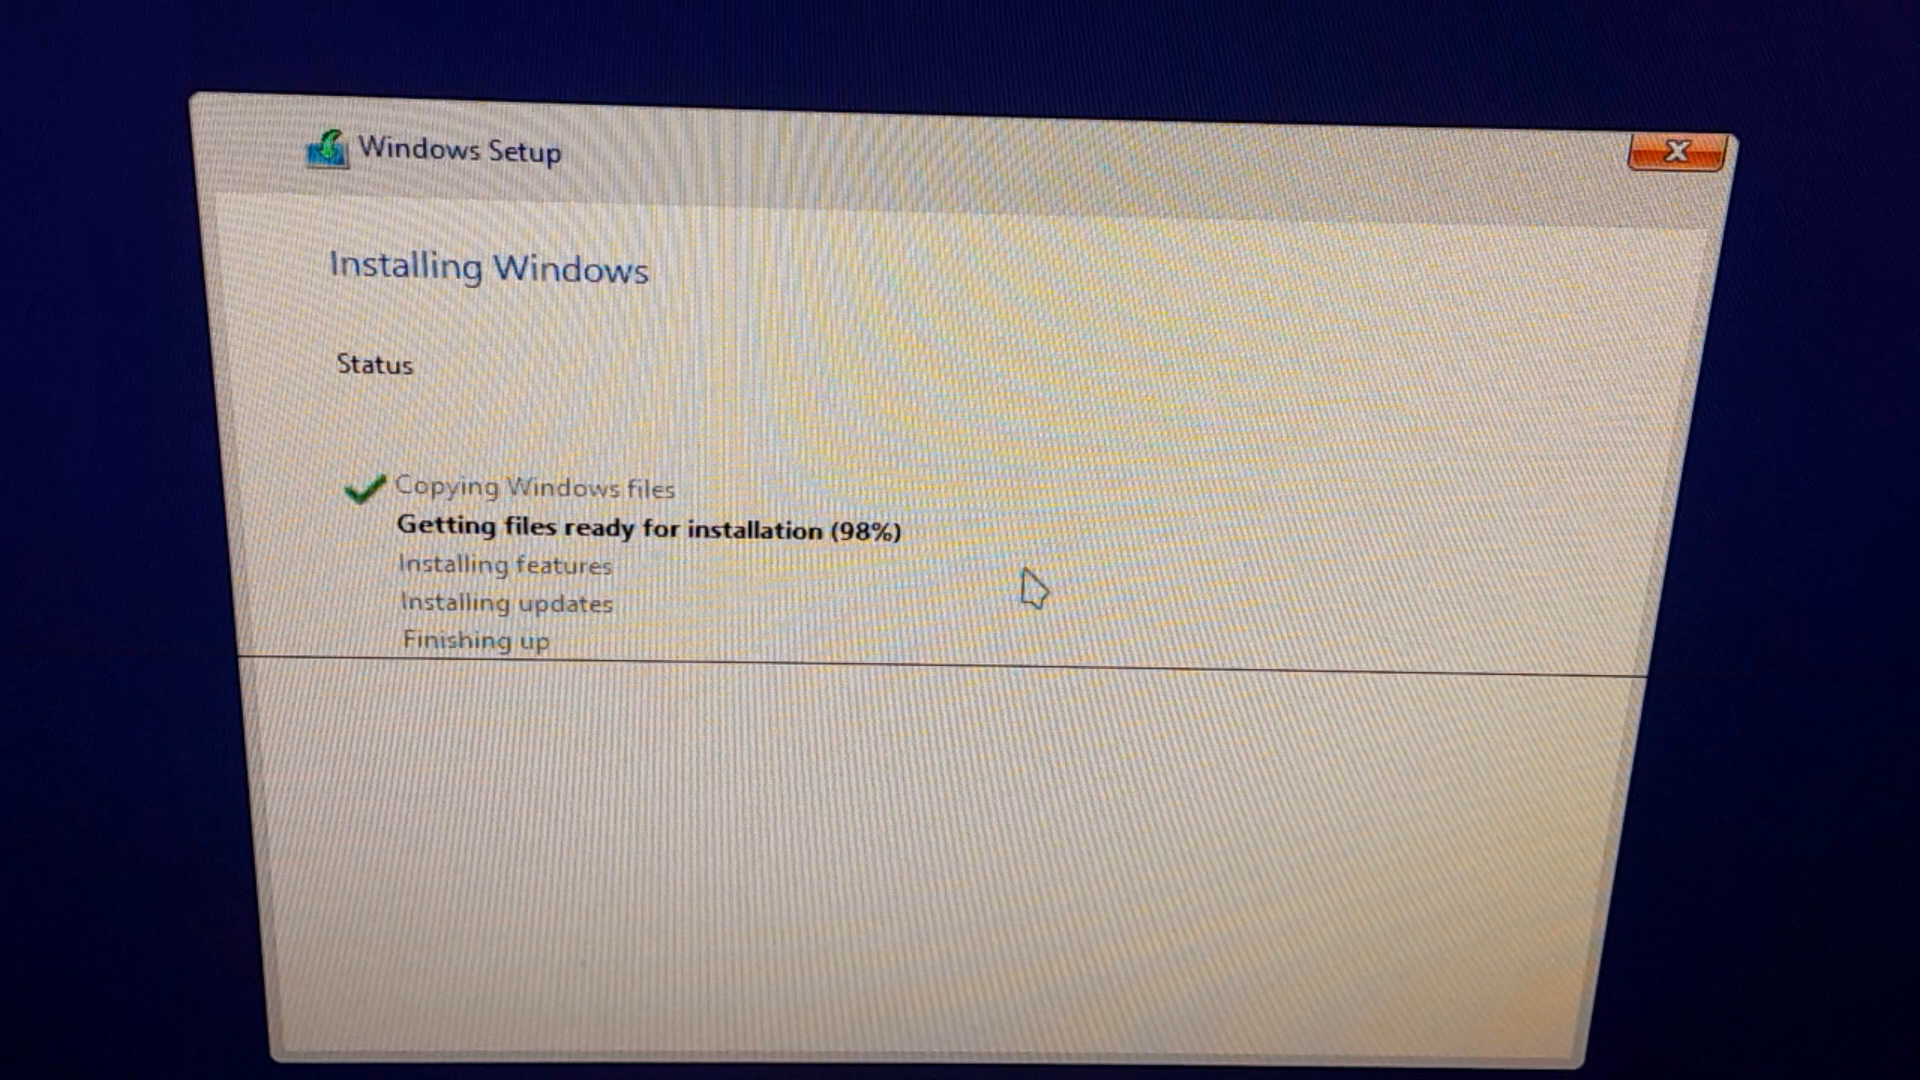 Windows Setup
Installing Windows
Status
Copying Windows files
Getting files ready for installation (98%)
Installing features
Installing updates
Finishing up